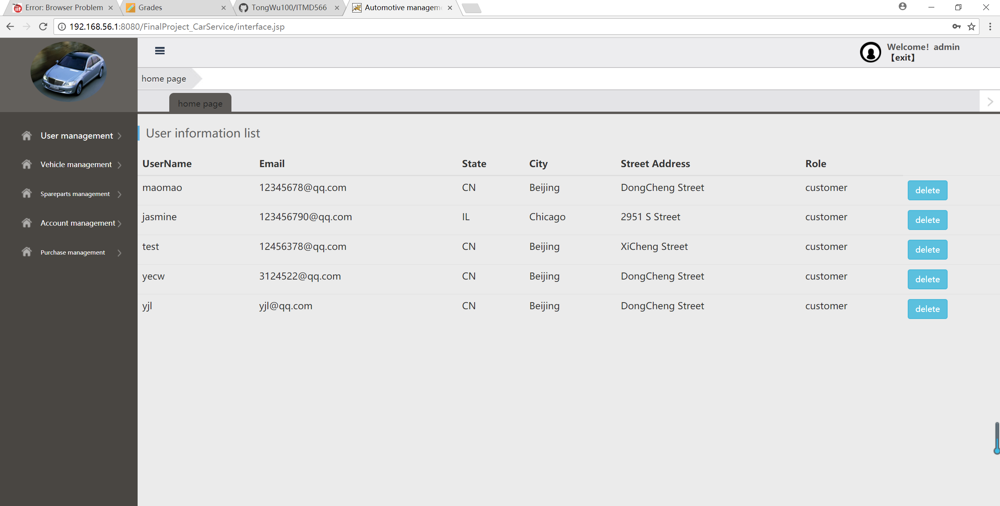 Error: Browser Problem
Grades
TongWu100/ITMD566
Automotive managem
192.168.56.1:8080/FinalProject_CarService/interface.jsp
Welcome! admin
【exit】
home page
home page
User management
Vehicle management
Spareparts management
Account management
Purchase management
User information list
UserName Email State City Street Address Role
maomao 12345678@qq.com CN Beijing DongCheng Street customer delete
jasmine 123456790@qq.com IL Chicago 2951 S Street customer delete
test 12456378@qq.com CN Beijing XiCheng Street customer delete
yecw 3124522@qq.com CN Beijing DongCheng Street customer delete
yjl yjl@qq.com CN Beijing DongCheng Street customer delete